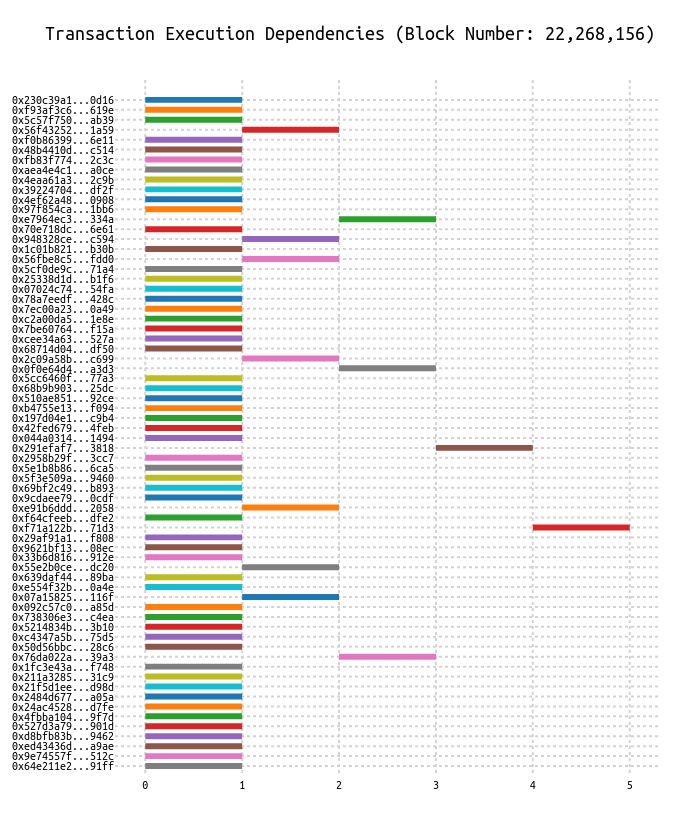 Transaction Execution Dependencies (Block Number: 22,268,156)
0x230c39a1...0d16
0xf93af3c6...619e
0x5c57f750...ab39
0x56f43252...1a59
0xf0b86399...6e11
0x48b4410d...c514
0xfb83f774...2c3c
0xaea4e4c1...a0ce
0x4eaa61a3...2c9b
0x39224704...df2f
0x4ef62a48...0908
0x97f854ca...1bb6
0xe7964ec3...334a
0x70e718dc...6e61
0x948328ce...c594
0x1c01b821...b30b
0x56fbe8c5...fdd0
0x5cf0de9c...71a4
0x25338d1d...b1f6
0x07024c74...54fa
0x78a7eedf...428c
0x7ec00a23...0a49
0xc2a00da5...1e8e
0x7be60764...f15a
0xcee34a63...527a
0x68714d04...df50
0x2c09a58b...c699
0x0f0e64d4...a3d3
0x5cc6460f...77a3
0x68b9b903...25dc
0x510ae851...92ce
0xb4755e13...f094
0x197d04e1...c9b4
0x42fed679...4feb
0x044a0314...1494
0x291efaf7...3818
0x2958b29f...3cc7
0x5e1b8b86...6ca5
0x5f3e509a...9460
0x69bf2c49...b893
0x9cdaee79...0cdf
0xe91b6ddd...2058
0xf64cfeeb...dfe2
0xf71a122b...71d3
0x29af91a1...f808
0x9621bf13...08ec
0x33b6d816...912e
0x55e2b0ce...dc20
0x639daf44...89ba
0xe554f32b...0a4e
0x07a15825...116f
0x092c57c0...a85d
0x738306e3...c4ea
0x5214834b...3b10
0xc4347a5b...75d5
0x50d56bbc...28c6
0x76da022a...39a3
0x1fc3e43a...f748
0x211a3285...31c9
0x21f5d1ee...d98d
0x2484d677...a05a
0x24ac4528...d7fe
0x4fbba104...9f7d
0x527d3a79...901d
0xd8bfb83b...9462
0xed43436d...a9ae
0x9e74557f...512c
0x64e211e2...91ff
0 1 2 3 4 5